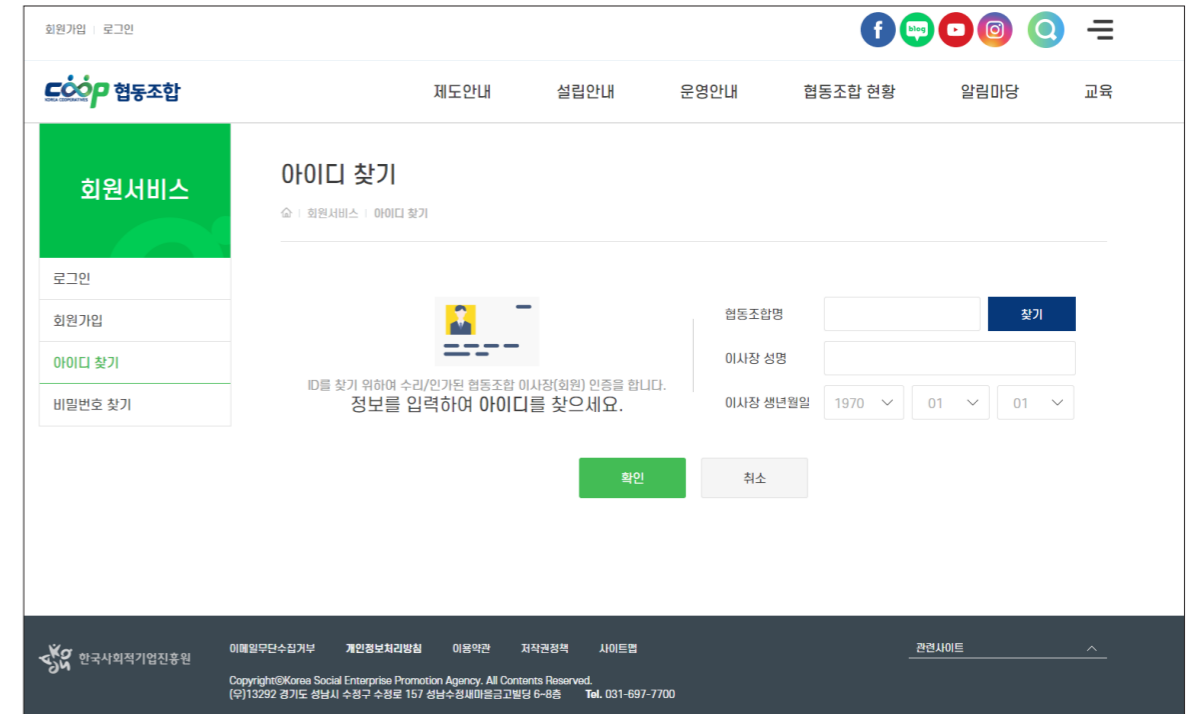 회원가입 | 로그인
blog
COOP 협동조합
KOREA COOPERATIVES
제도안내 설립안내 운영안내 협동조합 현황 알림마당 교육
회원서비스
로그인
회원가입
아이디 찾기
비밀번호 찾기
아이디 찾기
회원서비스 | 아이디 찾기
ID를 찾기 위하여 수리/인가된 협동조합 이사장(회원) 인증을 합니다.
정보를 입력하여 아이디를 찾으세요.
협동조합명 찾기
이사장 성명
이사장 생년월일 1970 01 01
확인 취소
한국사회적기업진흥원
이메일무단수집거부 개인정보처리방침 이용약관 저작권정책 사이트맵 관련사이트
Copyright©Korea Social Enterprise Promotion Agency. All Contents Reserved.
(우)13292 경기도 성남시 수정구 수정로 157 성남수정새마을금고빌딩 6~8층 Tel. 031-697-7700